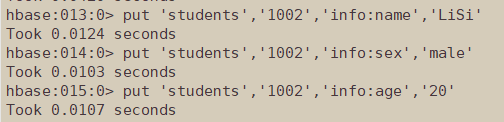 hbase:013:0> put 'students','1002','info:name','LiSi'
Took 0.0124 seconds
hbase:014:0> put 'students','1002','info:sex','male'
Took 0.0103 seconds
hbase:015:0> put 'students','1002','info:age','20'
Took 0.0107 seconds